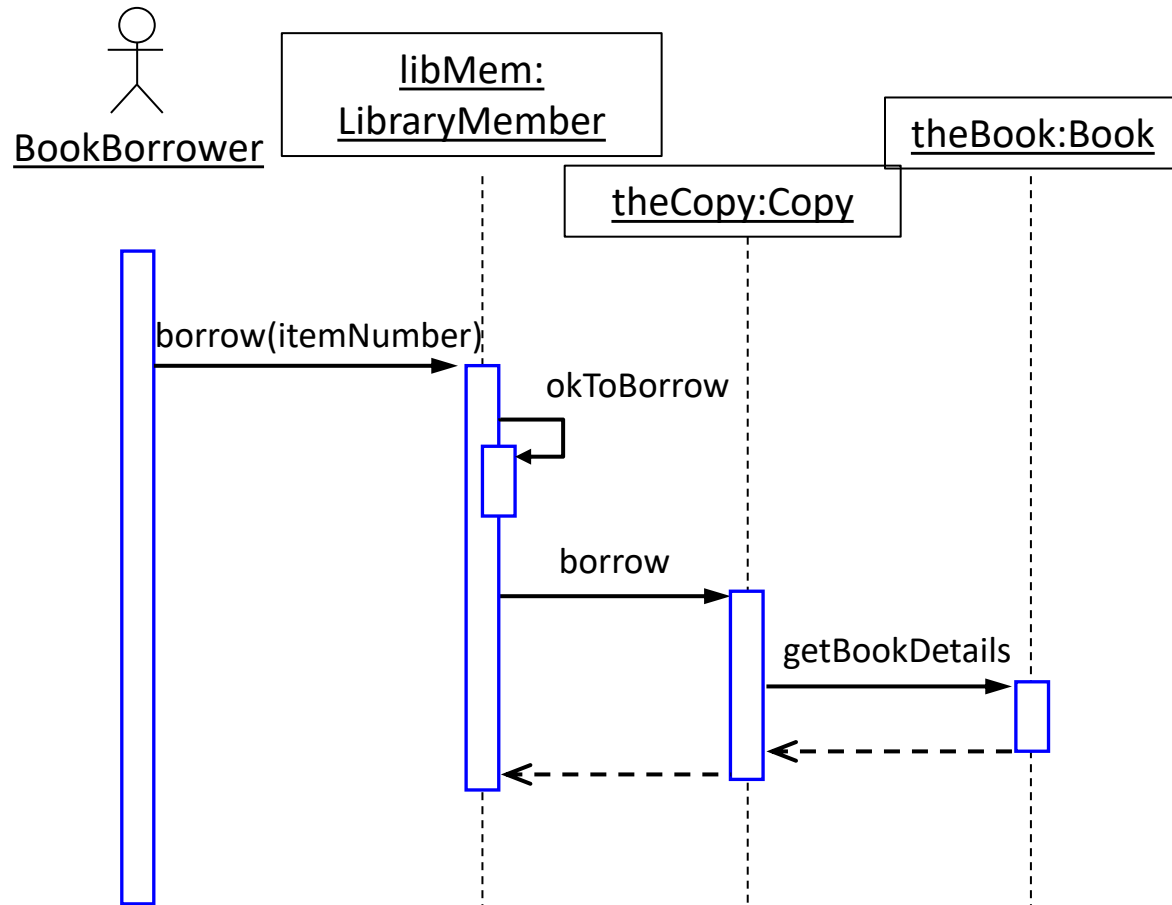 libMem:
LibraryMember
BookBorrower
theBook:Book
theCopy:Copy
borrow(itemNumber)
okToBorrow
borrow
getBookDetails